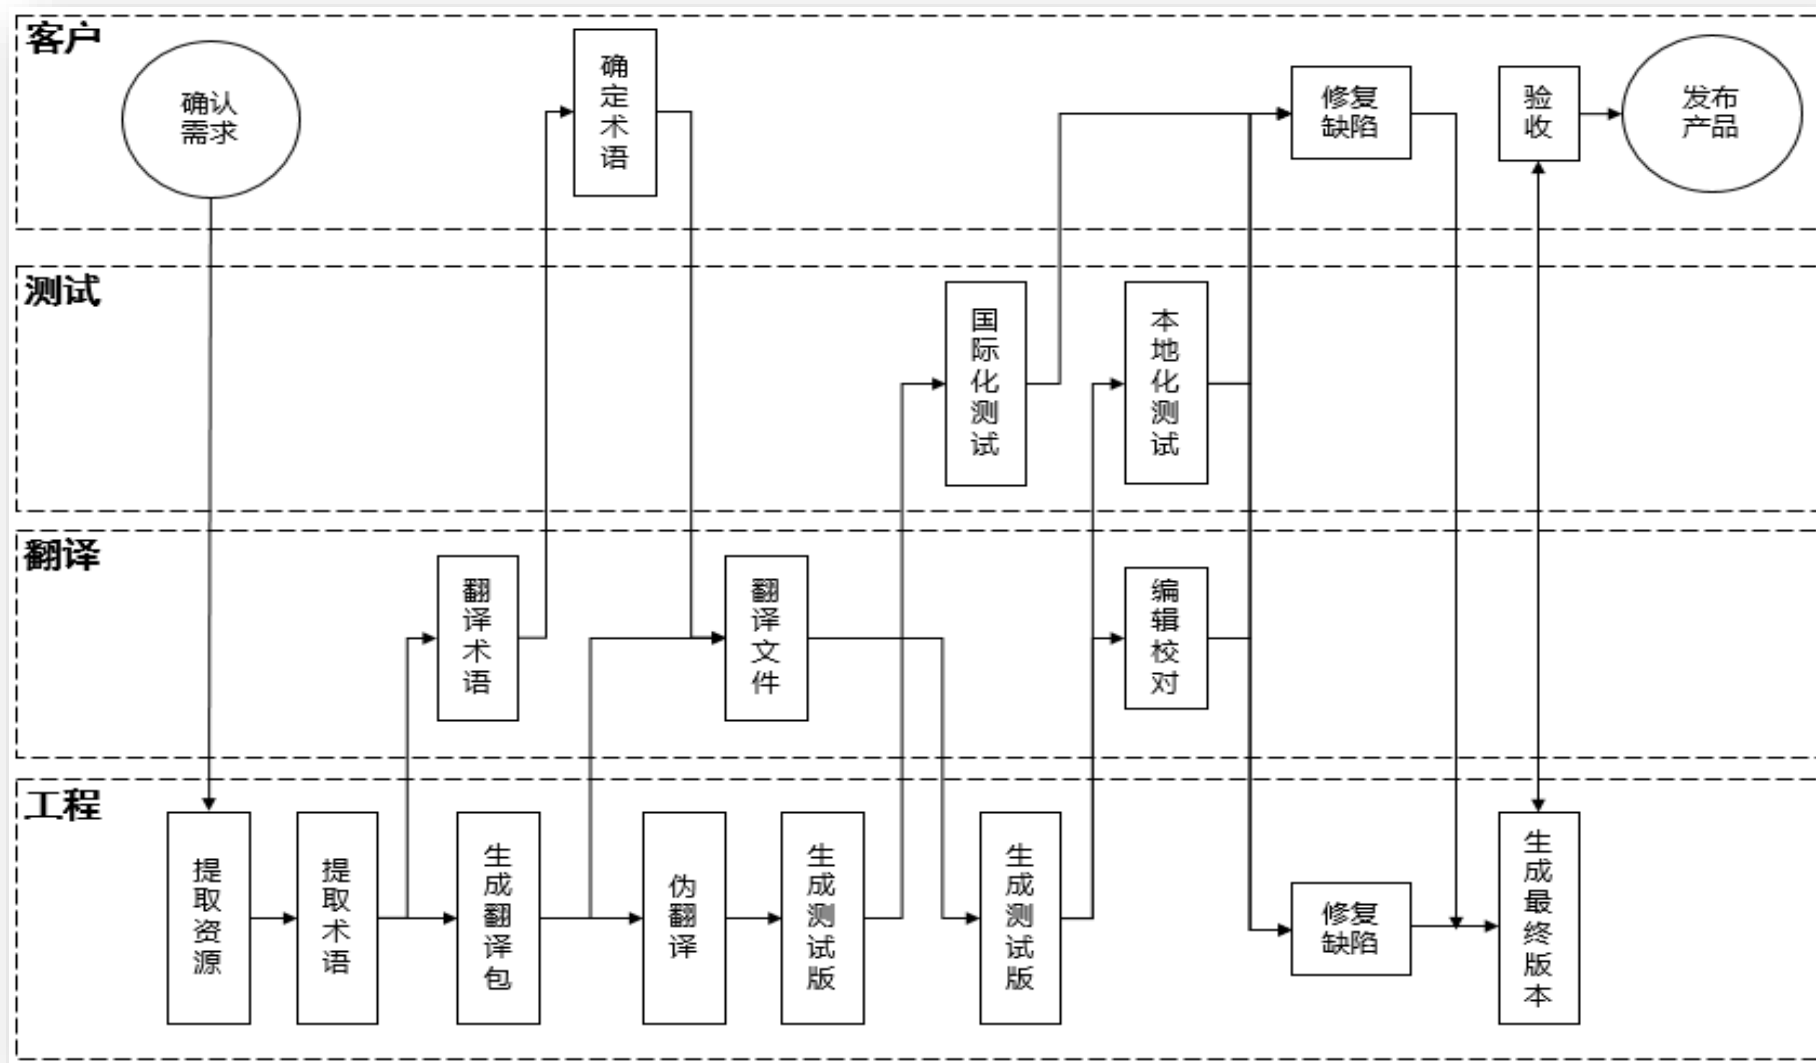 客户
确认
需求
确
定
术
语
修复
缺陷
验
收
发布
产品
测试
国
际
化
测
试
本
地
化
测
试
翻译
翻
译
术
语
翻
译
文
件
编
辑
校
对
工程
提
取
资
源
提
取
术
语
生
成
翻
译
包
伪
翻
译
生
成
测
试
版
生
成
测
试
版
修复
缺陷
生
成
最
终
版
本